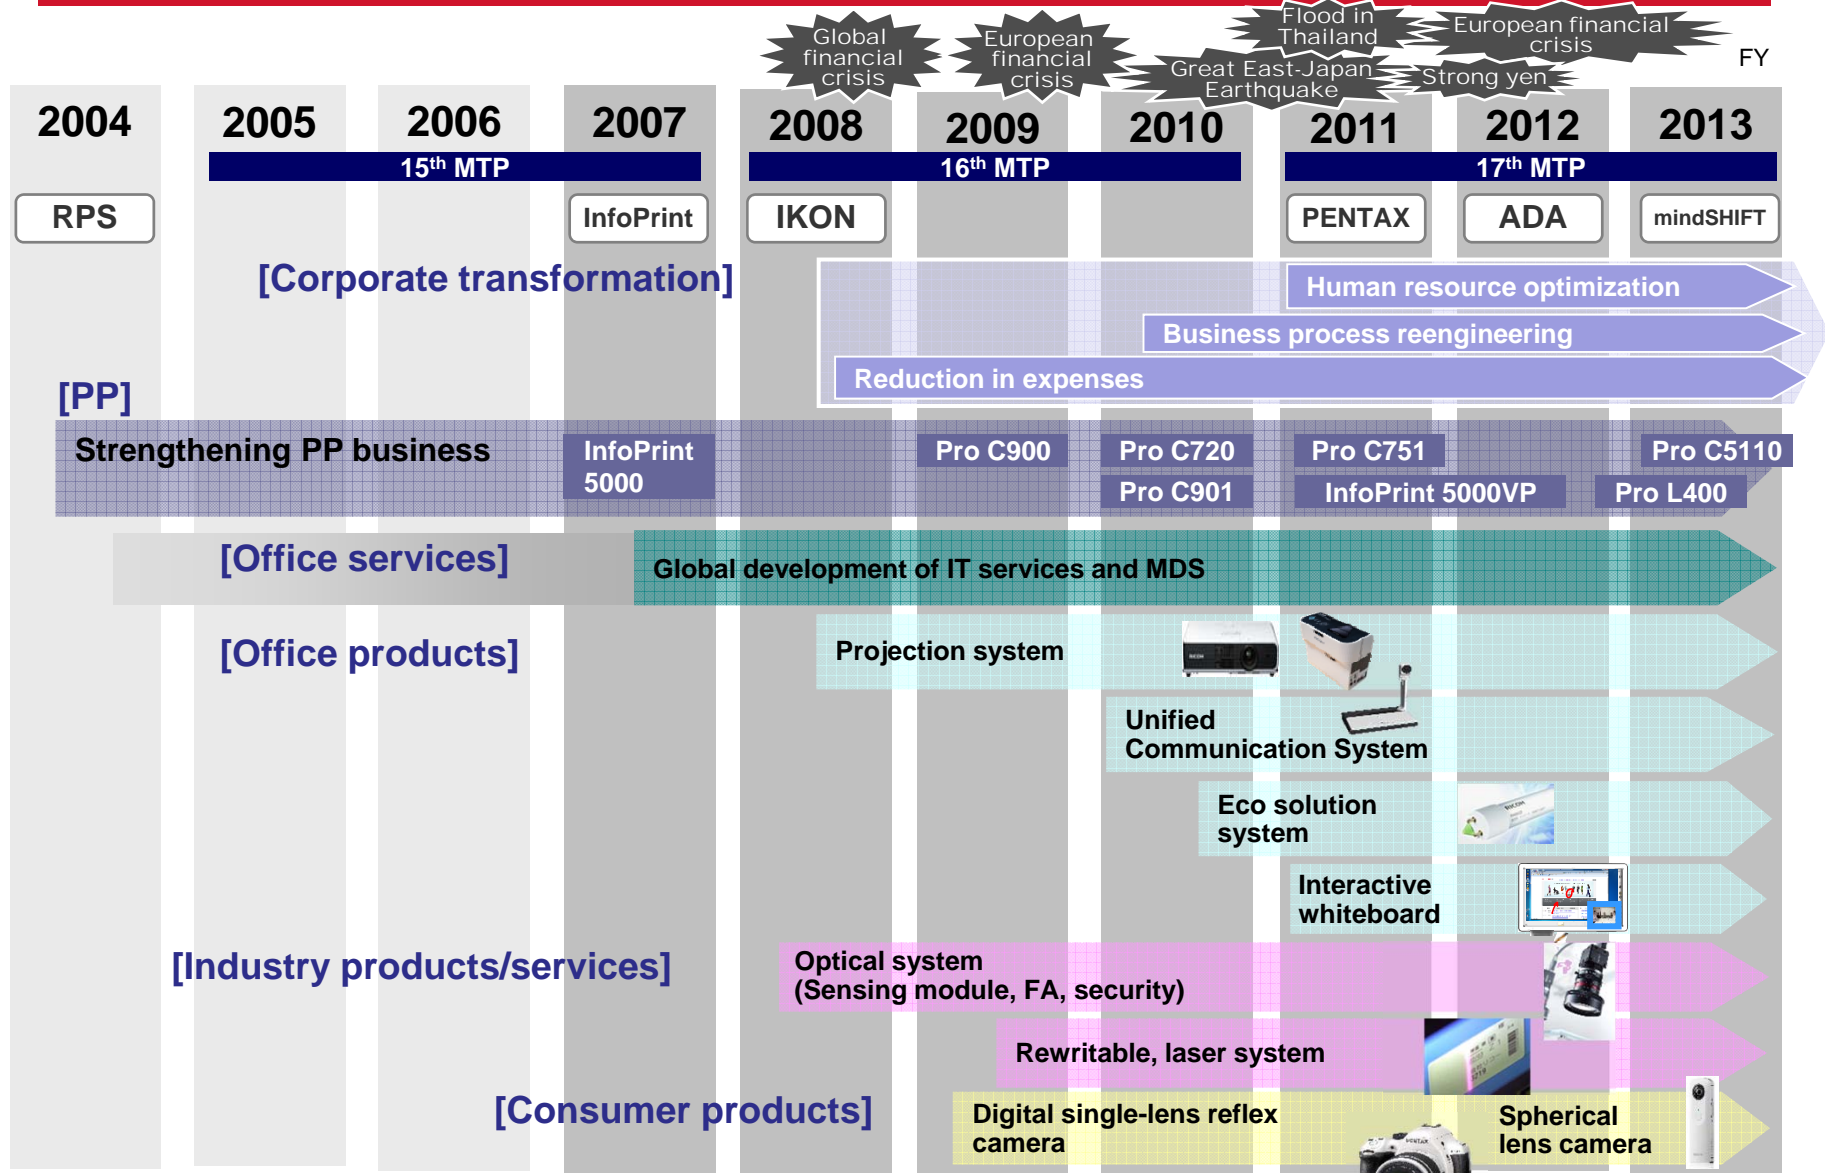 Global
financial
crisis
European
financial
crisis
Flood in
Thailand
Great East-Japan
Earthquake
European financial
crisis
Strong yen
FY
2004
2005
2006
2007
2008
2009
2010
2011
2012
2013
15th MTP
16th MTP
17th MTP
RPS
InfoPrint
IKON
PENTAX
ADA
mindSHIFT
[Corporate transformation]
Human resource optimization
Business process reengineering
Reduction in expenses
[PP]
Strengthening PP business
InfoPrint
5000
Pro C900
Pro C720
Pro C901
Pro C751
InfoPrint 5000VP
Pro C5110
Pro L400
[Office services]
Global development of IT services and MDS
[Office products]
Projection system
Unified
Communication System
Eco solution
system
RICOH
Interactive
whiteboard
[Industry products/services]
Optical system
(Sensing module, FA, security)
Rewritable, laser system
[Consumer products]
Digital single-lens reflex
camera
PENTAX
Spherical
lens camera